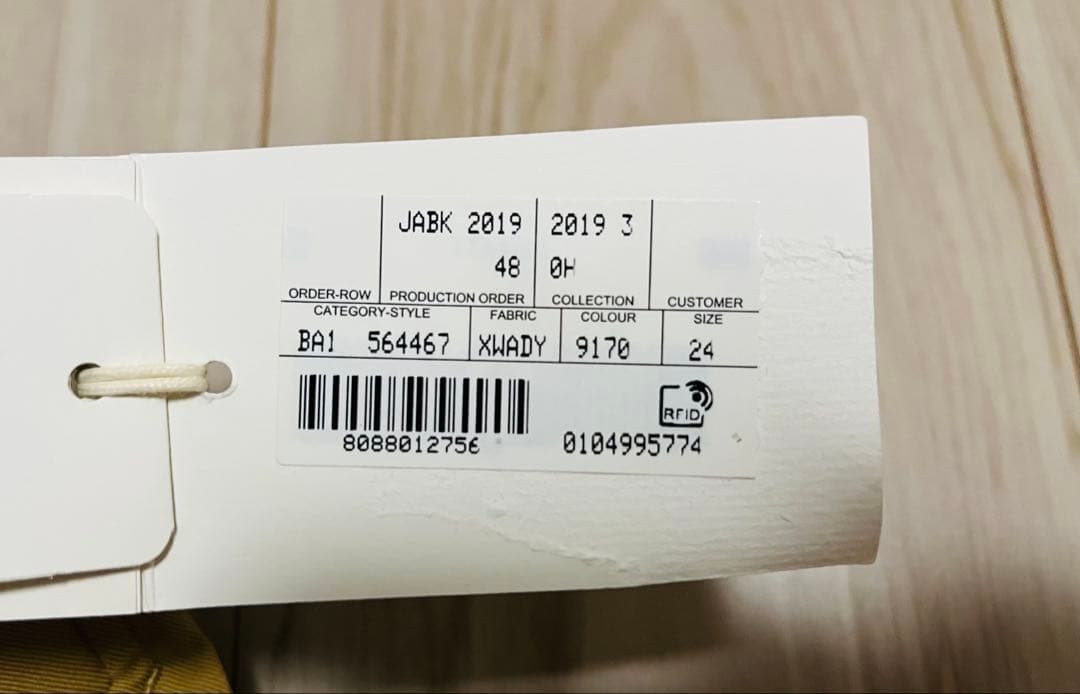 JABK 2019 2019 3
48 0H
ORDER-ROW PRODUCTION ORDER COLLECTION CUSTOMER
CATEGORY-STYLE FABRIC COLOUR SIZE
BA1 564467 XWADY 9170 24
RFID
8088012756 0104995774